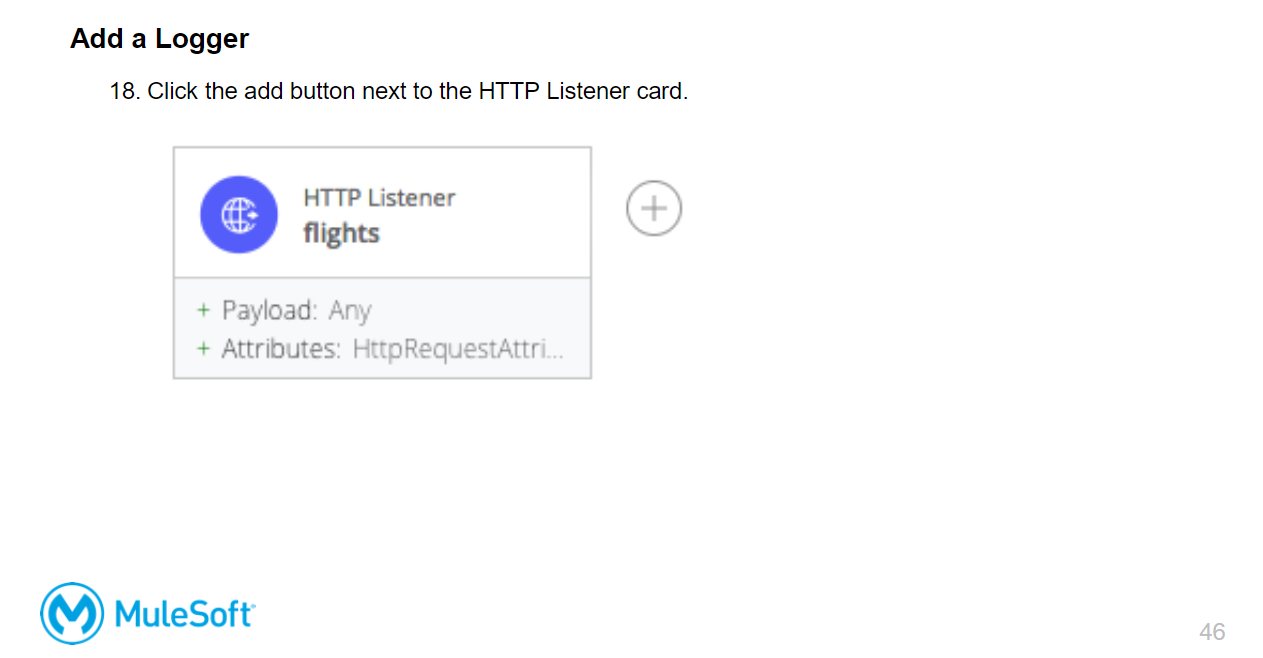 Add a Logger
18. Click the add button next to the HTTP Listener card.
HTTP Listener
flights
+ Payload: Any
+ Attributes: HttpRequestAttri...
MuleSoft
46